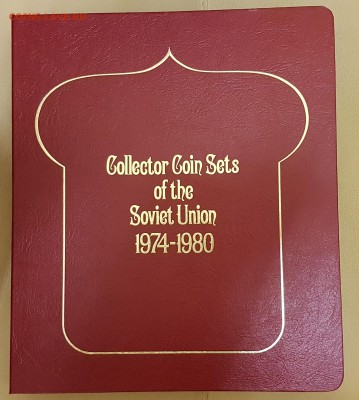 Collector Coin Sets
of the
Soviet Union
1974-1980